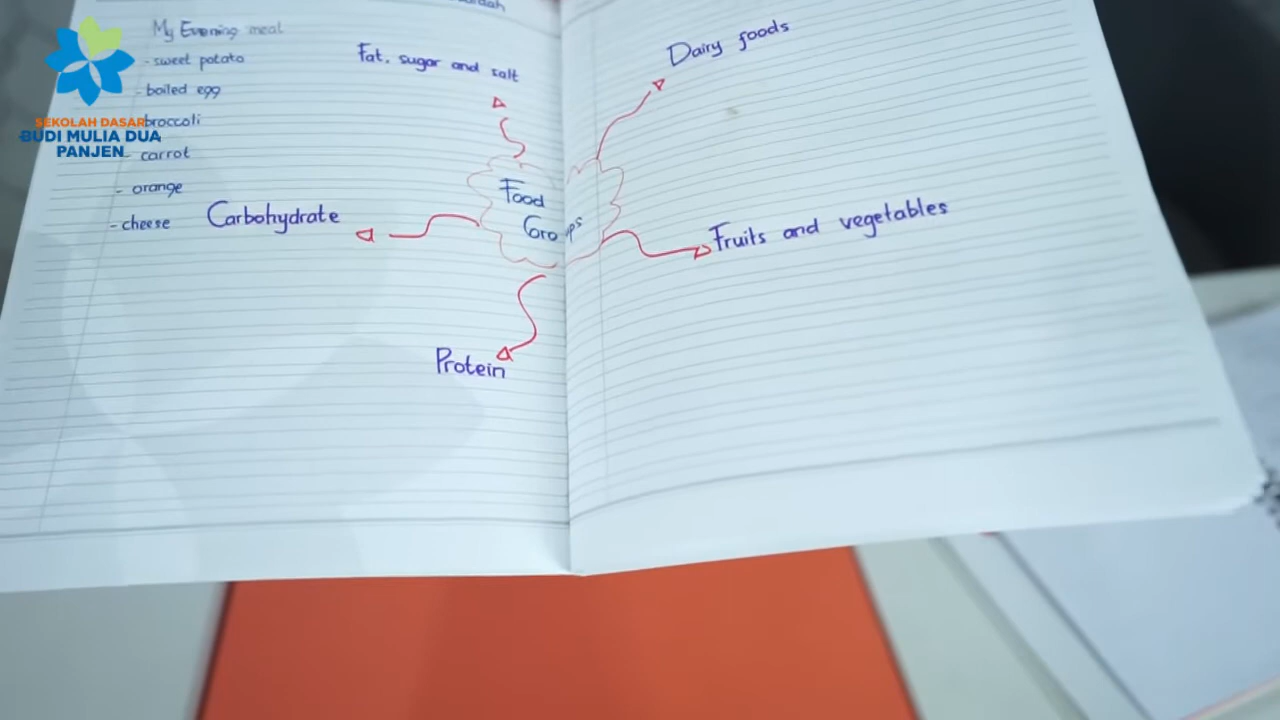 My Evening meal
- sweet potato
- boiled egg
broccoli
- carrot
- orange
- cheese
Fat, sugar and salt
Dairy foods
Food
Groups
Carbohydrate
Fruits and vegetables
Protein
SEKOLAH DASAR
BUDI MULIA DUA
PANJEN